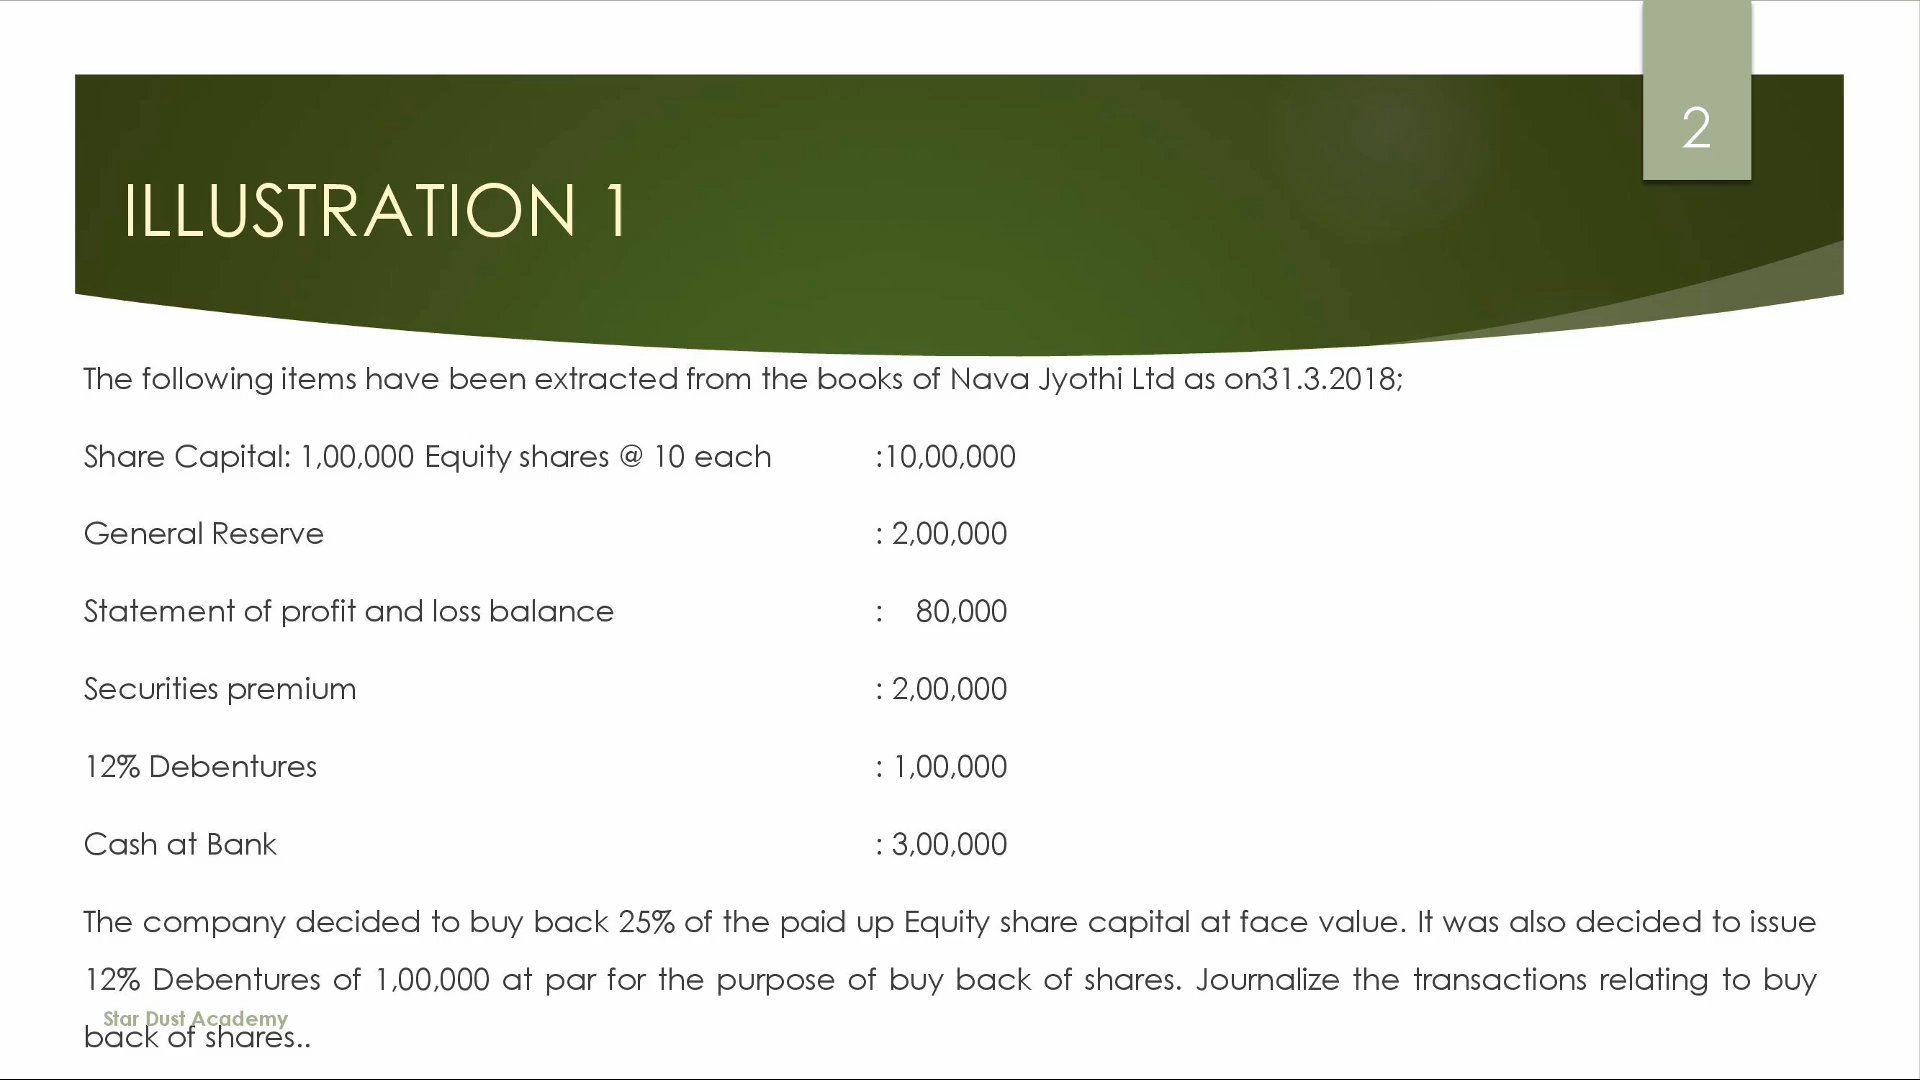 2
ILLUSTRATION 1
The following items have been extracted from the books of Nava Jyothi Ltd as on31.3.2018;
Share Capital: 1,00,000 Equity shares @ 10 each :10,00,000
General Reserve : 2,00,000
Statement of profit and loss balance : 80,000
Securities premium : 2,00,000
12% Debentures : 1,00,000
Cash at Bank : 3,00,000
The company decided to buy back 25% of the paid up Equity share capital at face value. It was also decided to issue
12% Debentures of 1,00,000 at par for the purpose of buy back of shares. Journalize the transactions relating to buy
Star Dust Academy
back of shares..